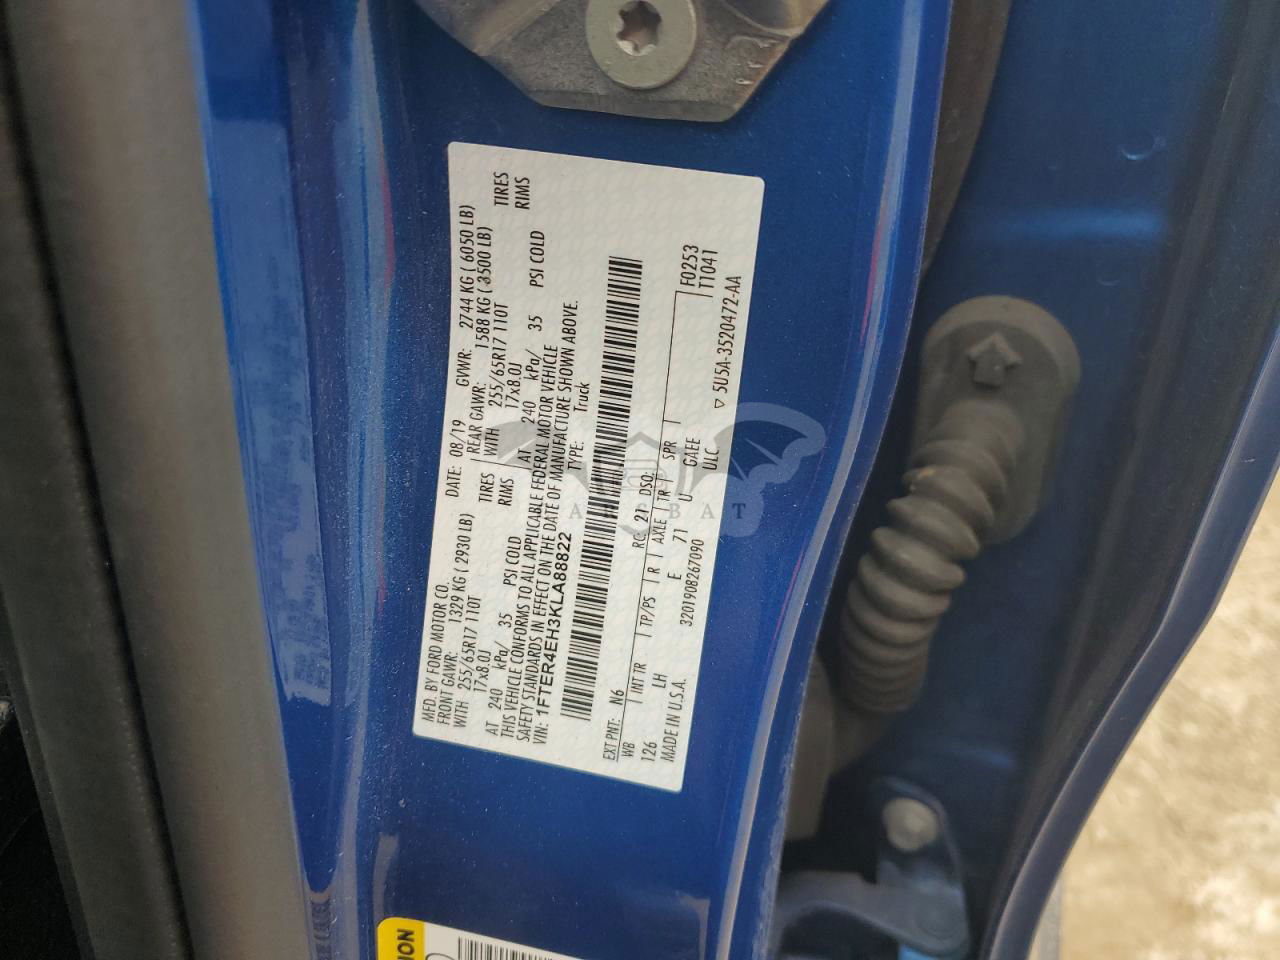 MFD. BY FORD MOTOR CO.
DATE: 08/19 GVWR: 2744 KG ( 6050 LB)
FRONT GAWR: 1329 KG ( 2930 LB) REAR GAWR: 1588 KG ( 3500 LB)
WITH 255/65R17 110T TIRES WITH 255/65R17 110T TIRES
17x8.0J RIMS 17x8.0J RIMS
AT 240 kPa/ 35 PSI COLD AT 240 kPa/ 35 PSI COLD
THIS VEHICLE CONFORMS TO ALL APPLICABLE FEDERAL MOTOR VEHICLE
SAFETY STANDARDS IN EFFECT ON THE DATE OF MANUFACTURE SHOWN ABOVE.
VIN: 1FTER4EH3KLA88822 TYPE: Truck
EXT PNT: N6 RC: 21 DSO: F0253
WB INT TR TP/PS R AXLE TR SPR T1041
126 LH E 71 U GAEE
MADE IN U.S.A. 320190826​7090 ULC ▽ 5U5A-3520472-AA
ARCBAT